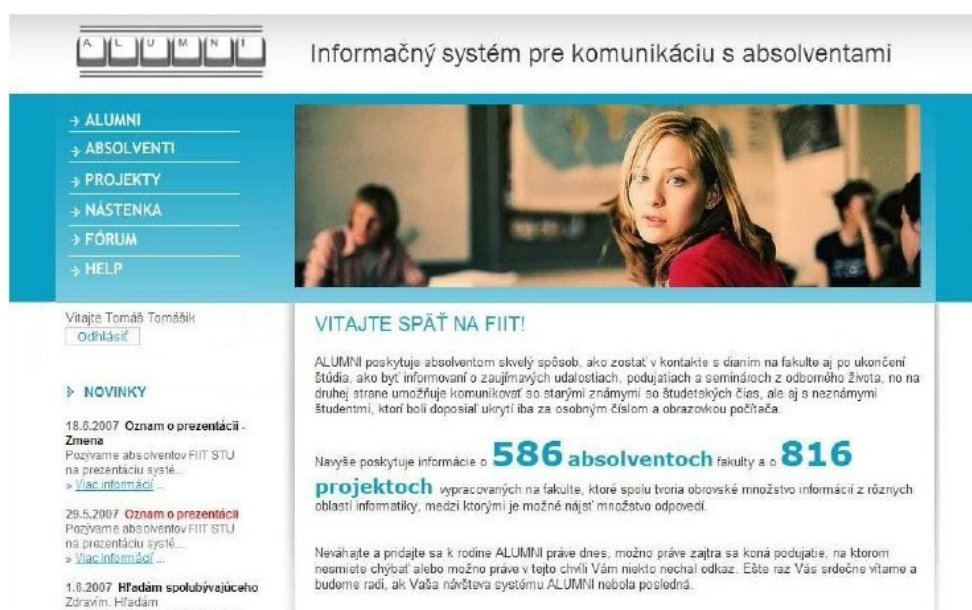 ALUMNI
Informačný systém pre komunikáciu s absolventami
ALUMNI
ABSOLVENTI
PROJEKTY
NÁSTENKA
FÓRUM
HELP
Vitajte Tomáš Tomášik
Odhlásiť
NOVINKY
18.6.2007 Oznam o prezentácii -
Zmena
Pozývame absolventov FIIT STU
na prezentáciu systé...
» Viac informácií ...
29.5.2007 Oznam o prezentácii
Pozývame absolventov FIIT STU
na prezentáciu systé...
» Viac informácií ...
1.6.2007 Hľadám spolubývajúceho
Zdravím. Hľadám
VITAJTE SPÄŤ NA FIIT!
ALUMNI poskytuje absolventom skvelý spôsob, ako zostať v kontakte s dianím na fakulte aj po ukončení
štúdia, ako byť informovaní o zaujímavých udalostiach, podujatiach a seminároch z odborného života, no na
druhej strane umožňuje komunikovať so starými známymi so študetských čias, ale aj s neznámymi
študentmi, ktorí boli doposiaľ ukrytí iba za osobným číslom a obrazovkou počítača.
Navyše poskytuje informácie o 586 absolventoch fakulty a o 816
projektoch vypracovaných na fakulte, ktoré spolu tvoria obrovské množstvo informácií z rôznych
oblastí informatiky, medzi ktorými je možné nájsť množstvo odpovedí.
Neváhajte a pridajte sa k rodine ALUMNI práve dnes, možno práve zajtra sa koná podujatie, na ktorom
nesmiete chýbať alebo možno práve v tejto chvíli Vám niekto nechal odkaz. Ešte raz Vás srdečne vítame a
budeme radi, ak Vaša návšteva systému ALUMNI nebola posledná.